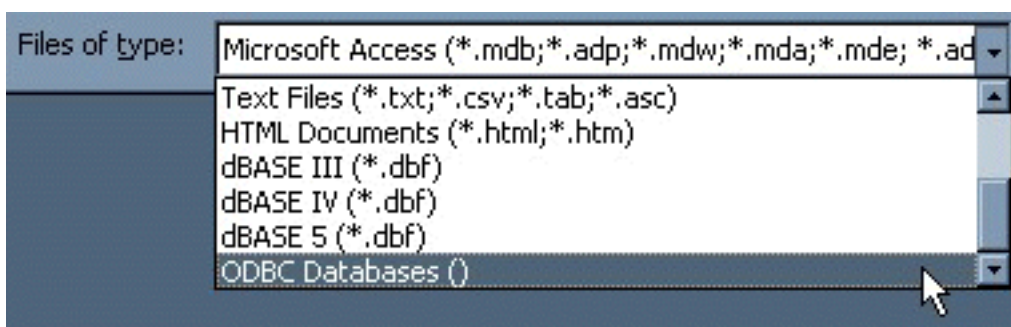 Files of type:
Microsoft Access (*.mdb;*.adp;*.mdw;*.mda;*.mde; *.ad
Text Files (*.txt;*.csv;*.tab;*.asc)
HTML Documents (*.html;*.htm)
dBASE III (*.dbf)
dBASE IV (*.dbf)
dBASE 5 (*.dbf)
ODBC Databases ()